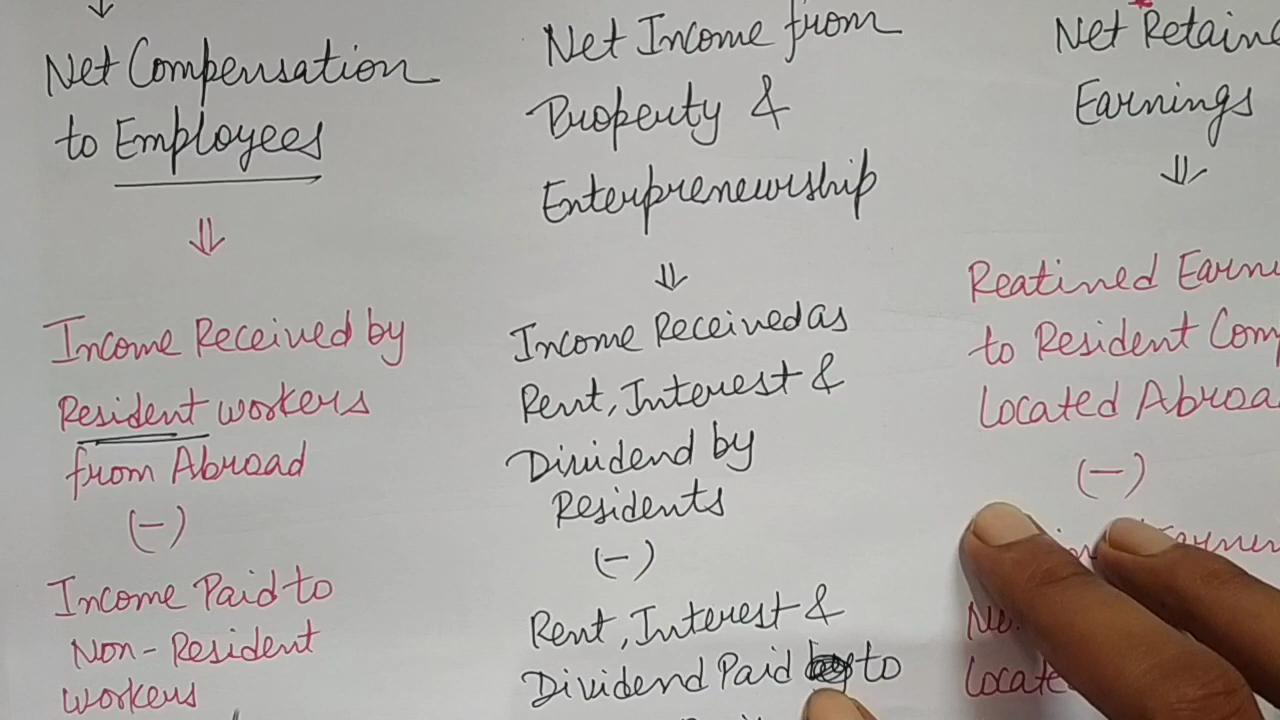 Net Compensation
to Employees
Income Received by
Resident workers
from Abroad
(-)
Income Paid to
Non-Resident
workers
Net Income from
Property &
Enterpreneurship
Income Received as
Rent, Interest &
Dividend by
Residents
(-)
Rent, Interest &
Dividend Paid to
Net Retaine
Earnings
Reatined Earni
to Resident Comp
Located Abroa
(-)
Locate